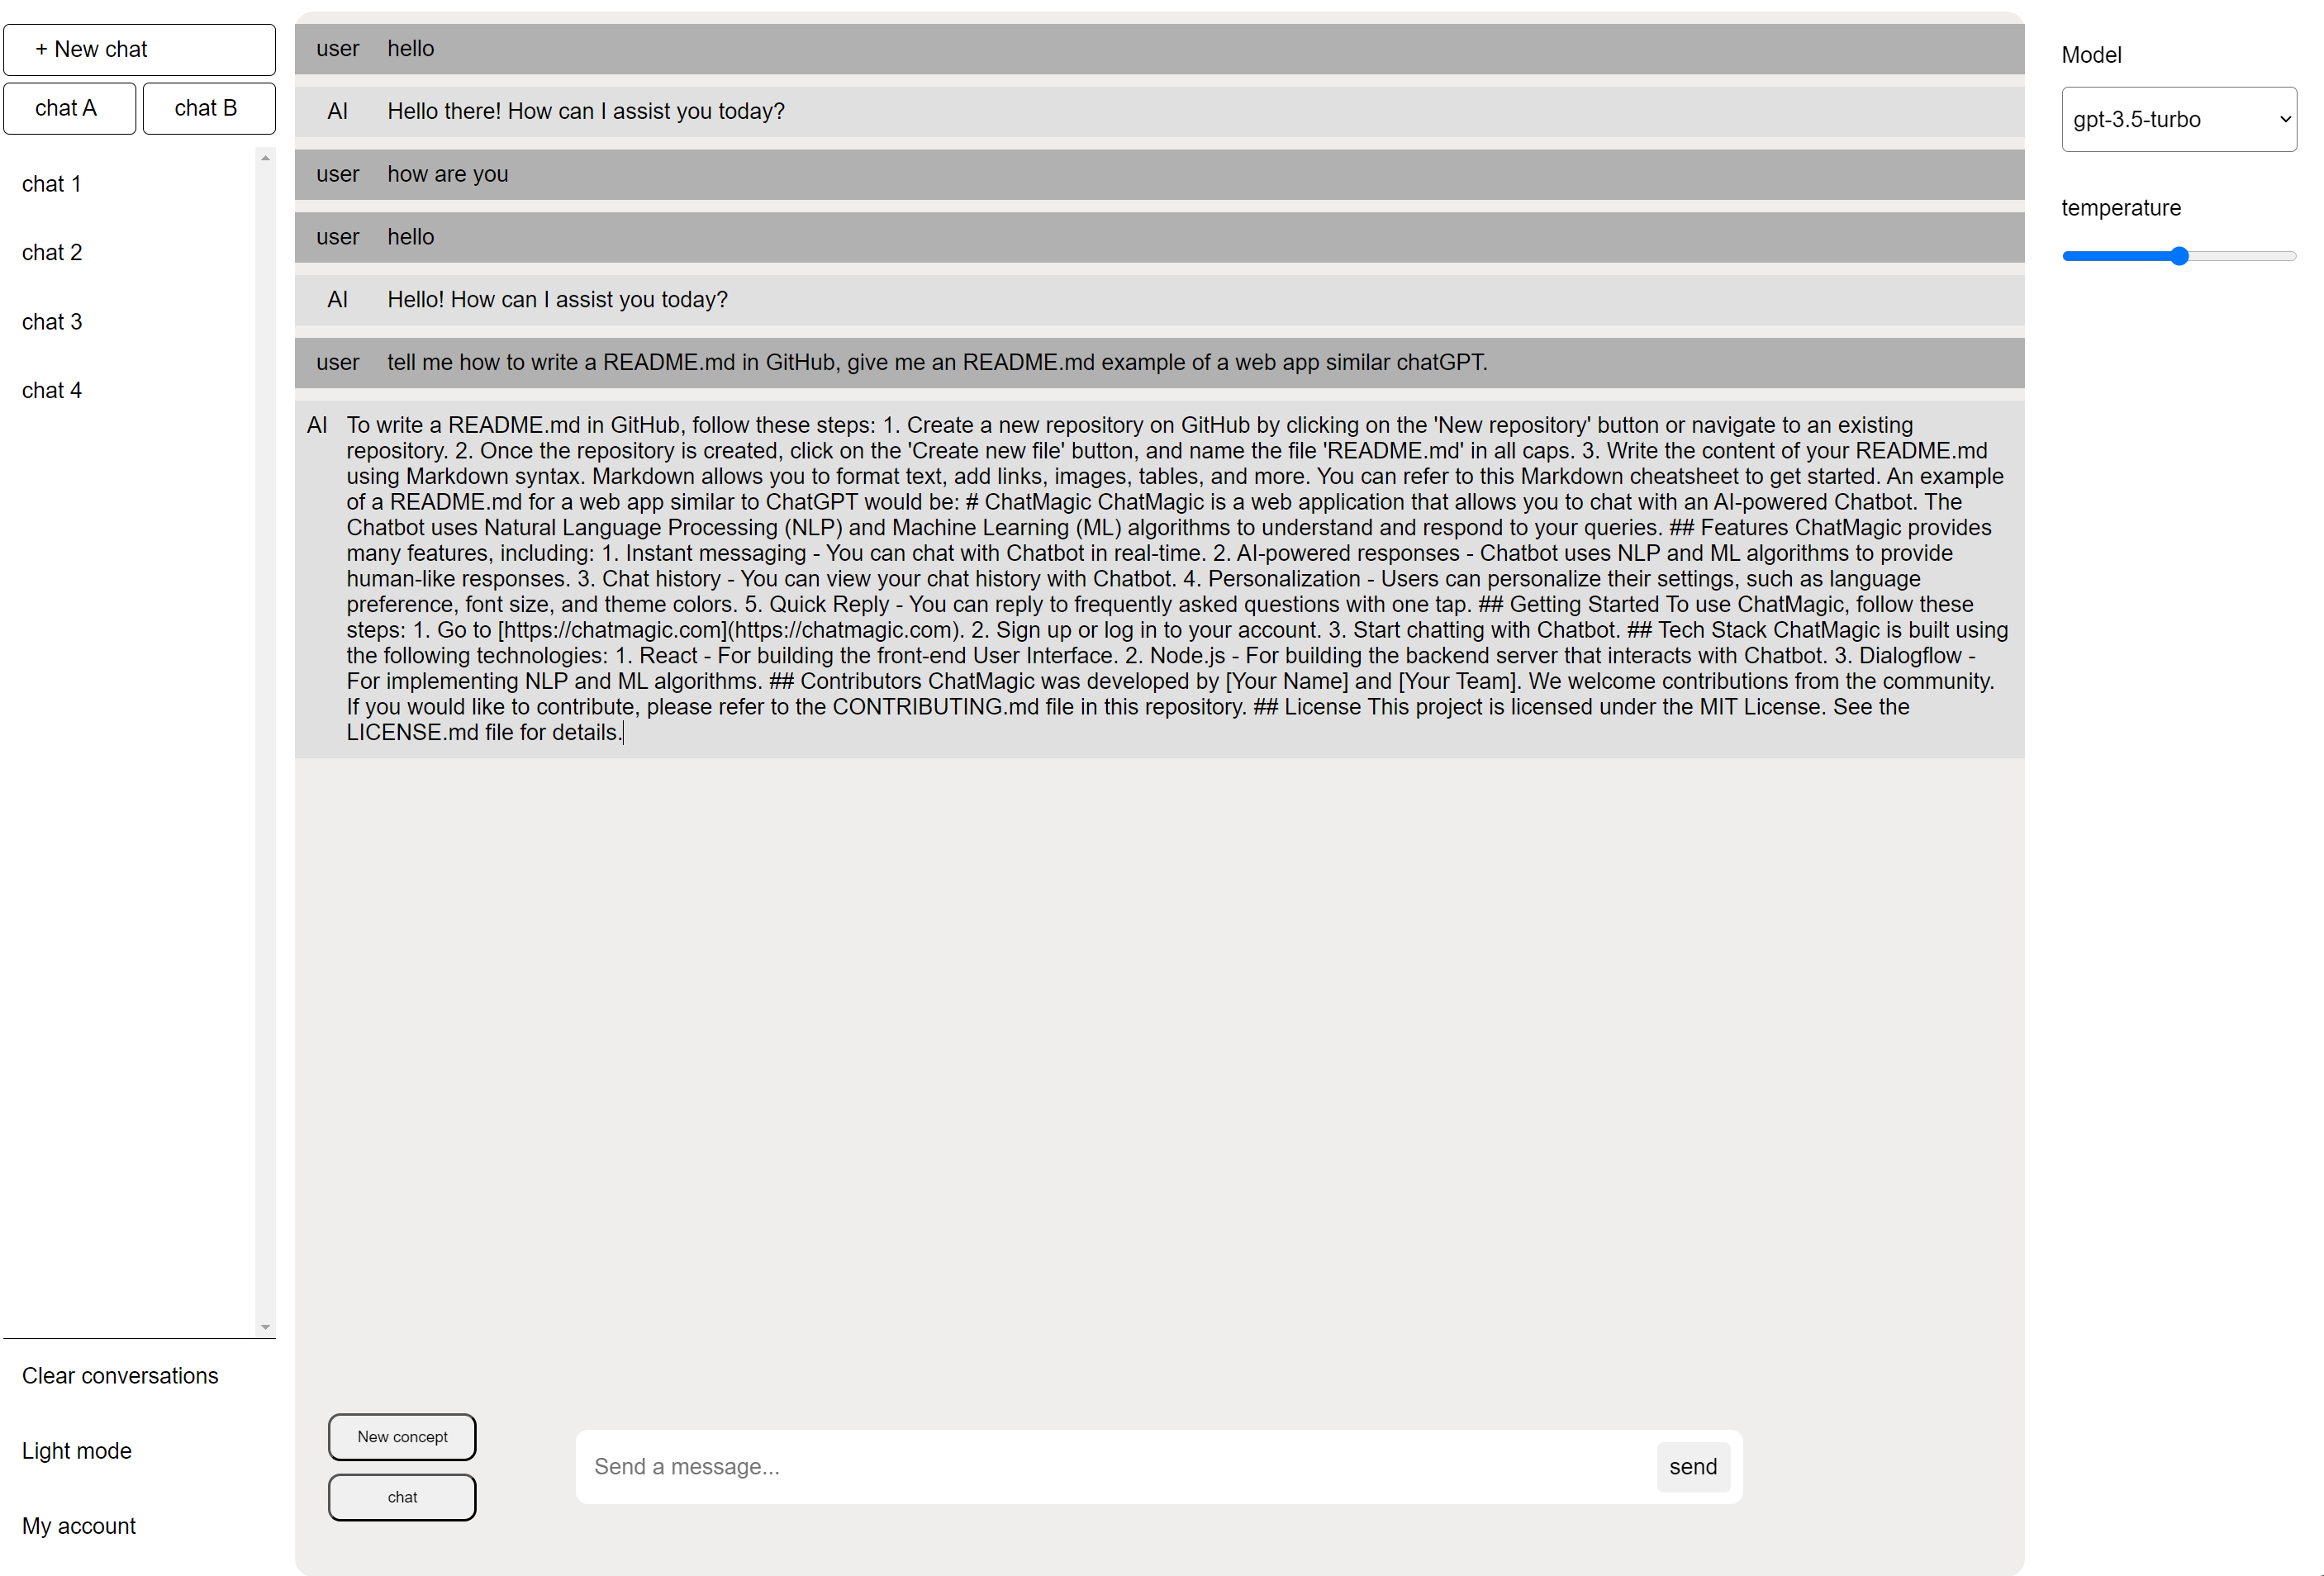 + New chat
chat A
chat B
chat 1
chat 2
chat 3
chat 4
Clear conversations
Light mode
My account
user hello
AI Hello there! How can I assist you today?
user how are you
user hello
AI Hello! How can I assist you today?
user tell me how to write a README.md in GitHub, give me an README.md example of a web app similar chatGPT.
AI To write a README.md in GitHub, follow these steps: 1. Create a new repository on GitHub by clicking on the 'New repository' button or navigate to an existing
repository. 2. Once the repository is created, click on the 'Create new file' button, and name the file 'README.md' in all caps. 3. Write the content of your README.md
using Markdown syntax. Markdown allows you to format text, add links, images, tables, and more. You can refer to this Markdown cheatsheet to get started. An example
of a README.md for a web app similar to ChatGPT would be: # ChatMagic ChatMagic is a web application that allows you to chat with an AI-powered Chatbot. The
Chatbot uses Natural Language Processing (NLP) and Machine Learning (ML) algorithms to understand and respond to your queries. ## Features ChatMagic provides
many features, including: 1. Instant messaging - You can chat with Chatbot in real-time. 2. AI-powered responses - Chatbot uses NLP and ML algorithms to provide
human-like responses. 3. Chat history - You can view your chat history with Chatbot. 4. Personalization - Users can personalize their settings, such as language
preference, font size, and theme colors. 5. Quick Reply - You can reply to frequently asked questions with one tap. ## Getting Started To use ChatMagic, follow these
steps: 1. Go to [https://chatmagic.com](https://chatmagic.com). 2. Sign up or log in to your account. 3. Start chatting with Chatbot. ## Tech Stack ChatMagic is built using
the following technologies: 1. React - For building the front-end User Interface. 2. Node.js - For building the backend server that interacts with Chatbot. 3. Dialogflow -
For implementing NLP and ML algorithms. ## Contributors ChatMagic was developed by [Your Name] and [Your Team]. We welcome contributions from the community.
If you would like to contribute, please refer to the CONTRIBUTING.md file in this repository. ## License This project is licensed under the MIT License. See the
LICENSE.md file for details.
New concept
chat
Send a message...
send
Model
gpt-3.5-turbo
temperature